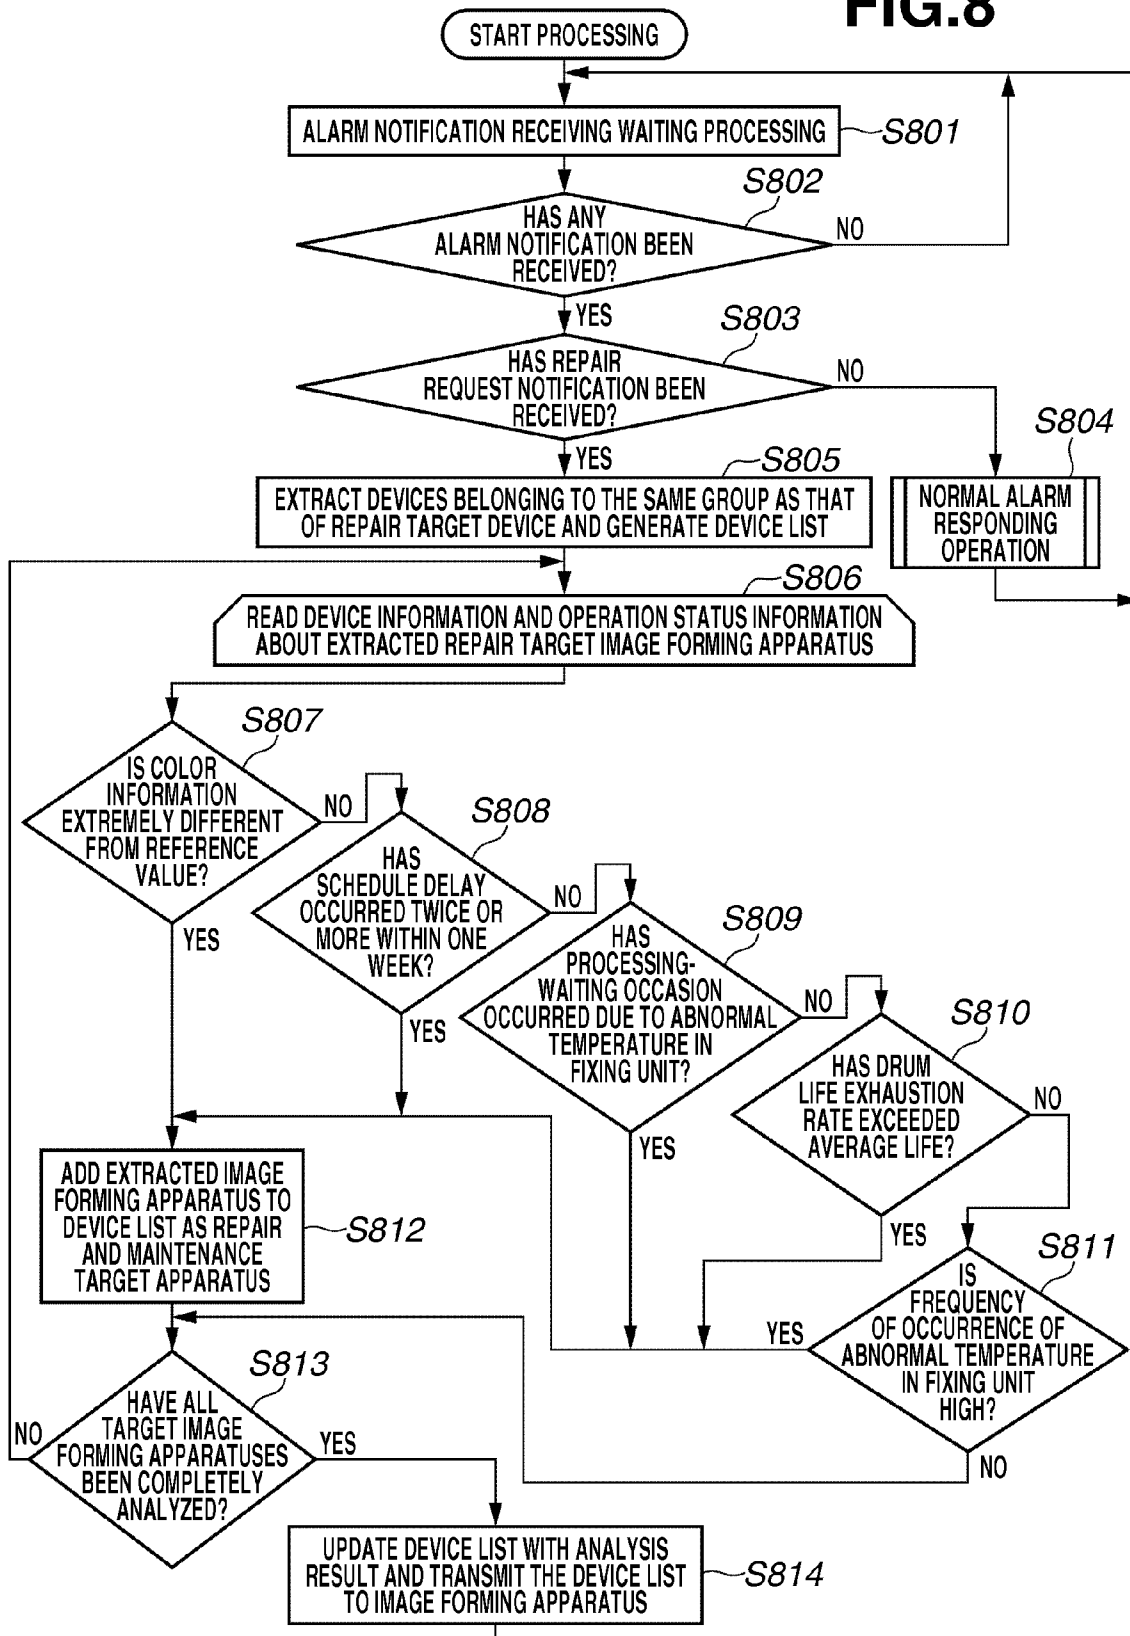 FIG.8
START PROCESSING
ALARM NOTIFICATION RECEIVING WAITING PROCESSING
S801
S802
HAS ANY
ALARM NOTIFICATION BEEN
RECEIVED?
NO
YES
S803
HAS REPAIR
REQUEST NOTIFICATION BEEN
RECEIVED?
NO
YES
S804
NORMAL ALARM
RESPONDING
OPERATION
S805
EXTRACT DEVICES BELONGING TO THE SAME GROUP AS THAT
OF REPAIR TARGET DEVICE AND GENERATE DEVICE LIST
S806
READ DEVICE INFORMATION AND OPERATION STATUS INFORMATION
ABOUT EXTRACTED REPAIR TARGET IMAGE FORMING APPARATUS
S807
IS COLOR
INFORMATION
EXTREMELY DIFFERENT
FROM REFERENCE
VALUE?
NO
YES
S808
HAS
SCHEDULE DELAY
OCCURRED TWICE OR
MORE WITHIN ONE
WEEK?
NO
YES
S809
HAS
PROCESSING-
WAITING OCCASION
OCCURRED DUE TO ABNORMAL
TEMPERATURE IN
FIXING UNIT?
NO
YES
S810
HAS DRUM
LIFE EXHAUSTION
RATE EXCEEDED
AVERAGE LIFE?
NO
YES
S811
IS
FREQUENCY
OF OCCURRENCE OF
ABNORMAL TEMPERATURE
IN FIXING UNIT
HIGH?
YES
NO
ADD EXTRACTED IMAGE
FORMING APPARATUS TO
DEVICE LIST AS REPAIR
AND MAINTENANCE
TARGET APPARATUS
S812
S813
HAVE ALL
TARGET IMAGE
FORMING APPARATUSES
BEEN COMPLETELY
ANALYZED?
NO
YES
UPDATE DEVICE LIST WITH ANALYSIS
RESULT AND TRANSMIT THE DEVICE LIST
TO IMAGE FORMING APPARATUS
S814